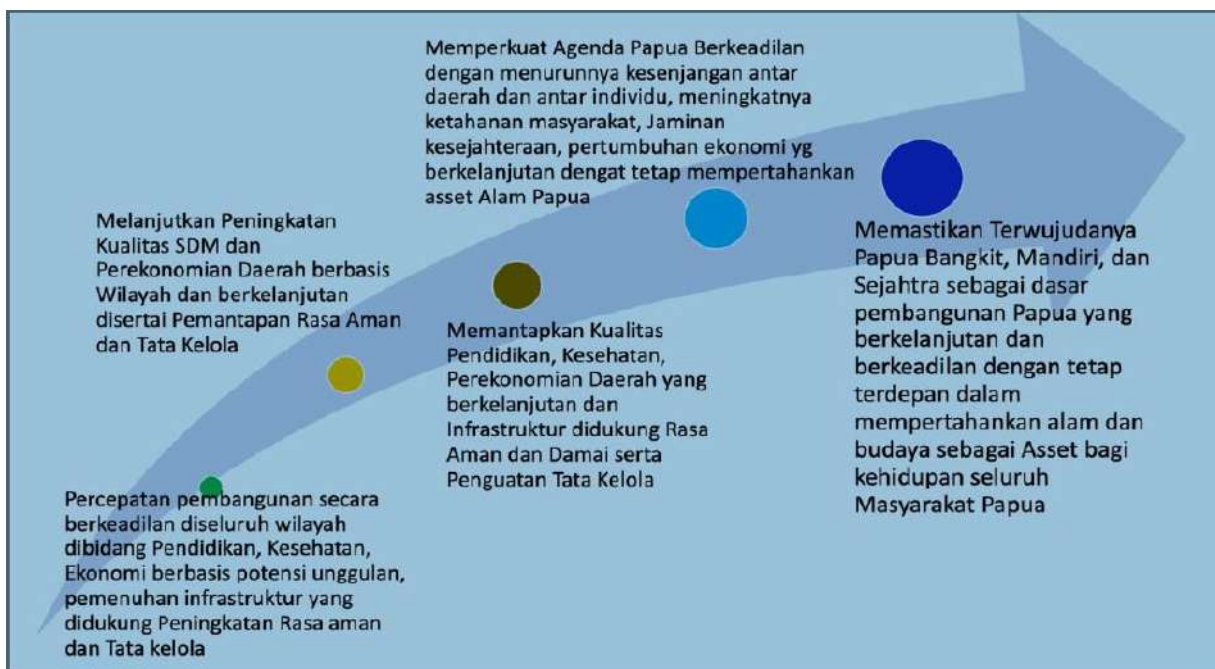 Percepatan pembangunan secara
berkeadilan diseluruh wilayah
dibidang Pendidikan, Kesehatan,
Ekonomi berbasis potensi unggulan,
pemenuhan infrastruktur yang
didukung Peningkatan Rasa aman
dan Tata kelola
Melanjutkan Peningkatan
Kualitas SDM dan
Perekonomian Daerah berbasis
Wilayah dan berkelanjutan
disertai Pemantapan Rasa Aman
dan Tata Kelola
Memantapkan Kualitas
Pendidikan, Kesehatan,
Perekonomian Daerah yang
berkelanjutan dan
Infrastruktur didukung Rasa
Aman dan Damai serta
Penguatan Tata Kelola
Memperkuat Agenda Papua Berkeadilan
dengan menurunnya kesenjangan antar
daerah dan antar individu, meningkatnya
ketahanan masyarakat, Jaminan
kesejahteraan, pertumbuhan ekonomi yg
berkelanjutan dengat tetap mempertahankan
asset Alam Papua
Memastikan Terwujudanya
Papua Bangkit, Mandiri, dan
Sejahtra sebagai dasar
pembangunan Papua yang
berkelanjutan dan
berkeadilan dengan tetap
terdepan dalam
mempertahankan alam dan
budaya sebagai Asset bagi
kehidupan seluruh
Masyarakat Papua